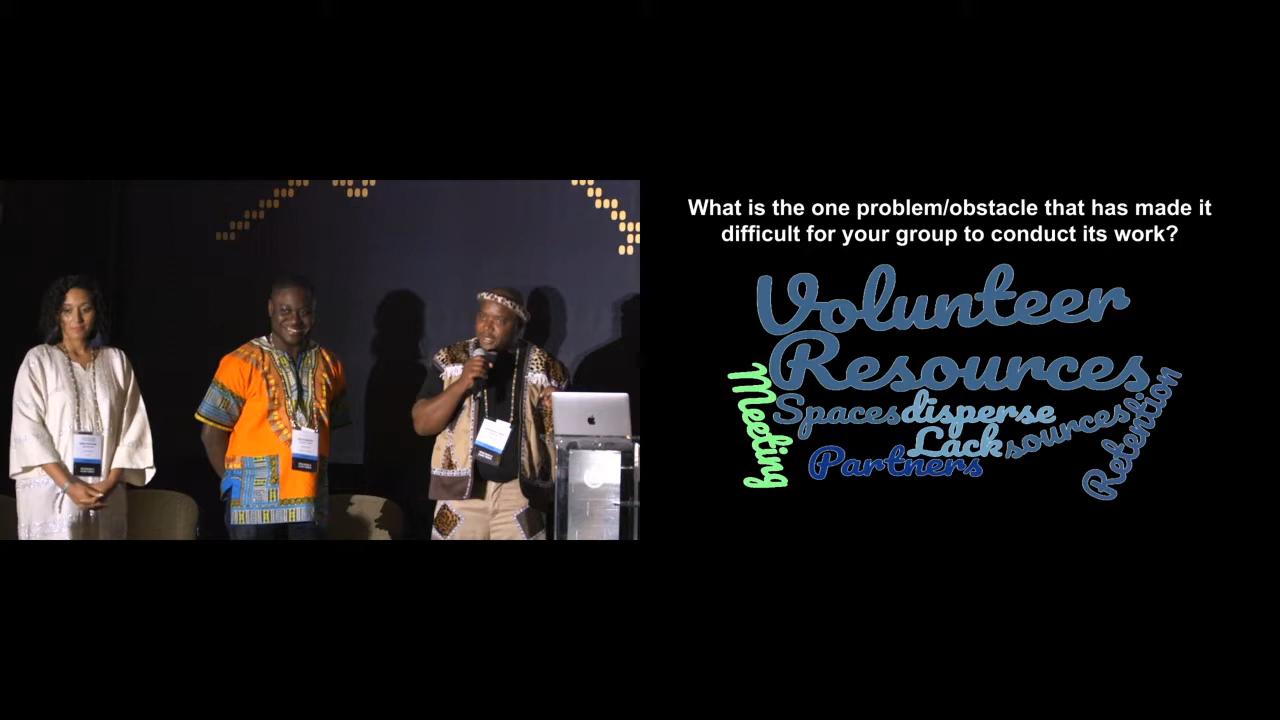 What is the one problem/obstacle that has made it
difficult for your group to conduct its work?
Volunteer
Resources
Meeting
Spaces disperse
Lack sources
Partners
Retention